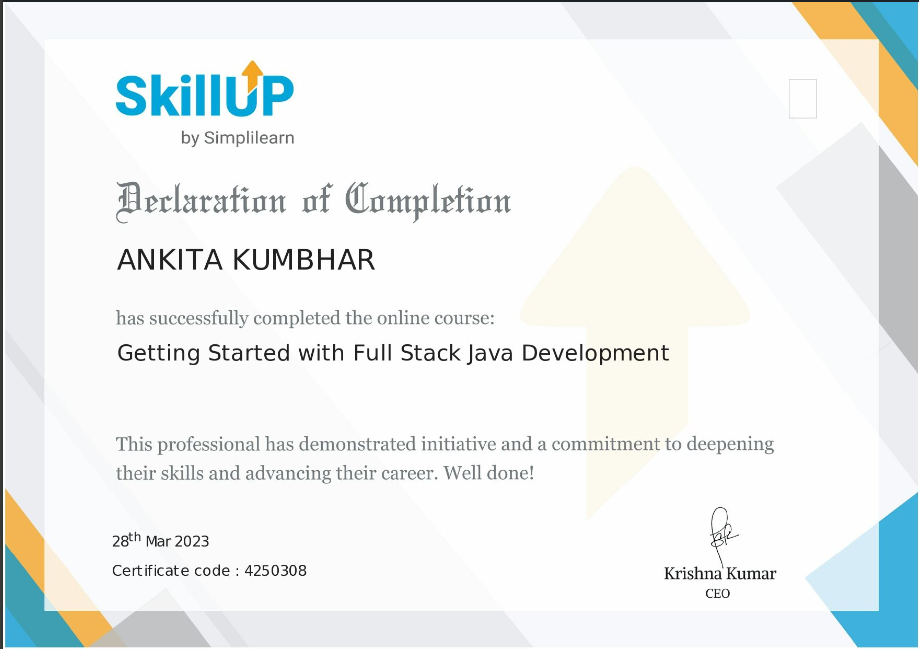 SkillUP
by Simplilearn
Declaration of Completion
ANKITA KUMBHAR
has successfully completed the online course:
Getting Started with Full Stack Java Development
This professional has demonstrated initiative and a commitment to deepening
their skills and advancing their career. Well done!
28th Mar 2023
Certificate code : 4250308
Krishna Kumar
CEO